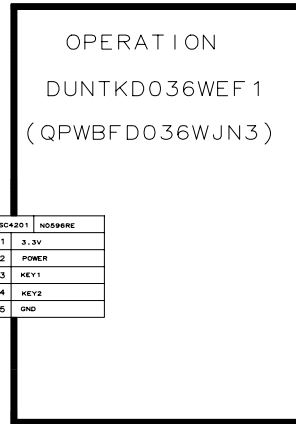 OPERATION
DUNTKD036WEF1
(QPWBFD036WJN3)
SC4201 N0596RE
1 3.3V
2 POWER
3 KEY1
4 KEY2
5 GND